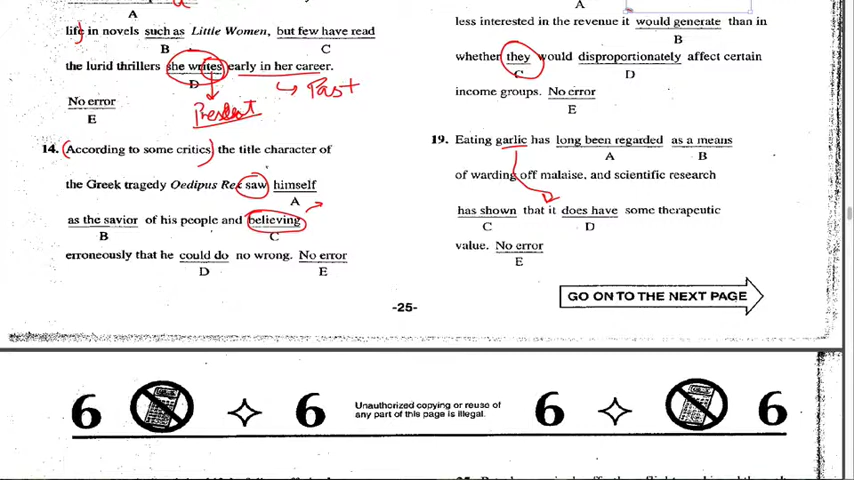 A
life in novels such as Little Women, but few have read
B C
the lurid thrillers she writes early in her career.
D
Past
Present
No error
E
14. (According to some critics) the title character of
the Greek tragedy Oedipus Rex saw himself
A
as the savior of his people and believing
B C
erroneously that he could do no wrong. No error
D E
A
less interested in the revenue it would generate than in
B
whether they would disproportionately affect certain
C D
income groups. No error
E
19. Eating garlic has long been regarded as a means
A B
of warding off malaise, and scientific research
has shown that it does have some therapeutic
C D
value. No error
E
GO ON TO THE NEXT PAGE
-25-
6 6 Unauthorized copying or reuse of
any part of this page is illegal. 6 6